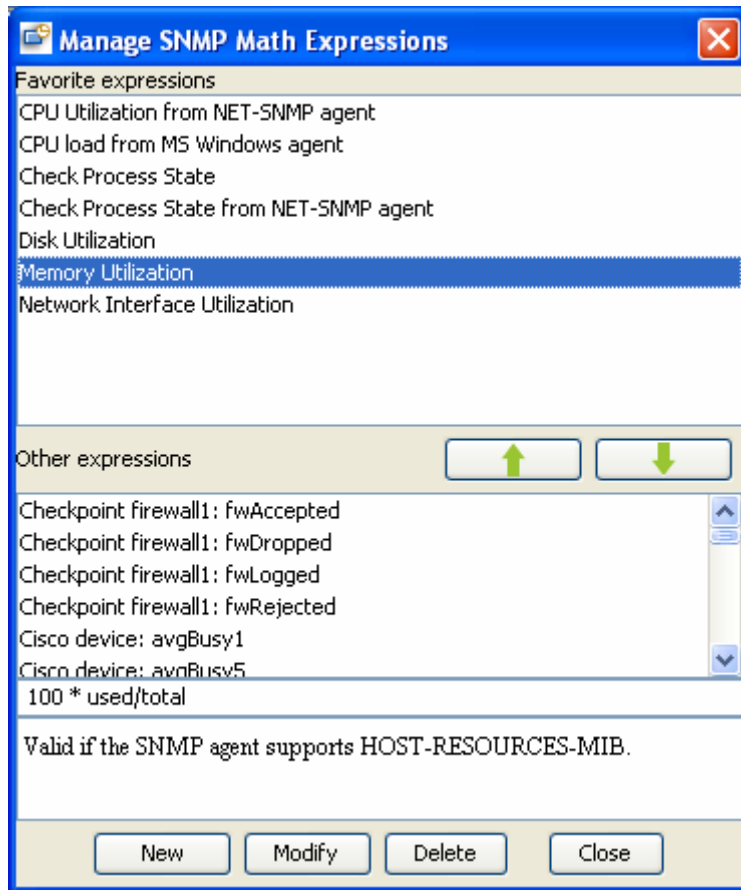 Manage SNMP Math Expressions
Favorite expressions
CPU Utilization from NET-SNMP agent
CPU load from MS Windows agent
Check Process State
Check Process State from NET-SNMP agent
Disk Utilization
Memory Utilization
Network Interface Utilization
Other expressions
Checkpoint firewall1: fwAccepted
Checkpoint firewall1: fwDropped
Checkpoint firewall1: fwLogged
Checkpoint firewall1: fwRejected
Cisco device: avgBusy1
Cisco device: avgBusy5
100 * used/total
Valid if the SNMP agent supports HOST-RESOURCES-MIB.
New Modify Delete Close